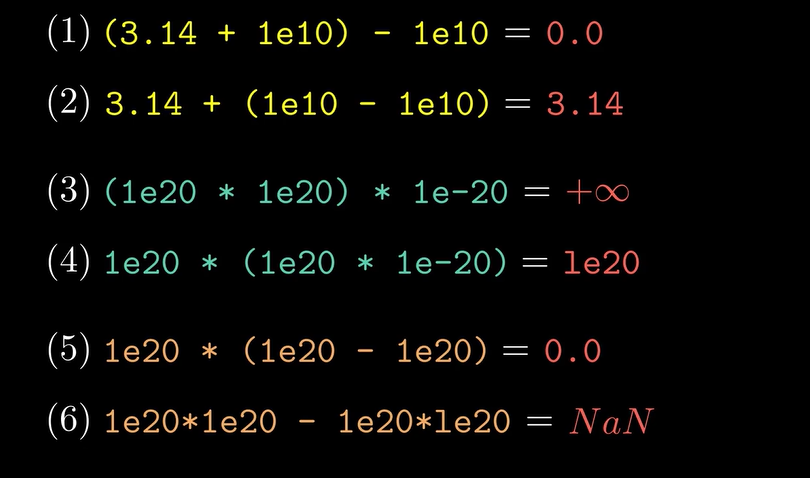 (1) (3.14 + 1e10) - 1e10 = 0.0
(2) 3.14 + (1e10 - 1e10) = 3.14
(3) (1e20 * 1e20) * 1e-20 = +∞
(4) 1e20 * (1e20 * 1e-20) = le20
(5) 1e20 * (1e20 - 1e20) = 0.0
(6) 1e20*1e20 - 1e20*le20 = NaN